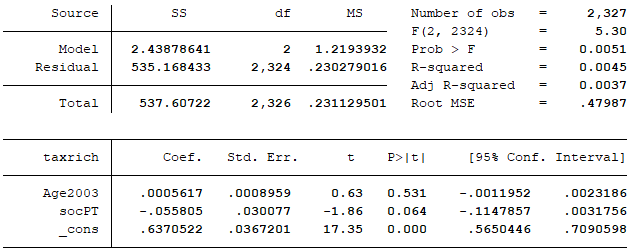 Source SS df MS Number of obs = 2,327
F(2, 2324) = 5.30
Model 2.43878641 2 1.2193932 Prob > F = 0.0051
Residual 535.168433 2,324 .230279016 R-squared = 0.0045
Adj R-squared = 0.0037
Total 537.60722 2,326 .231129501 Root MSE = .47987
taxrich Coef. Std. Err. t P>|t| [95% Conf. Interval]
Age2003 .0005617 .0008959 0.63 0.531 -.0011952 .0023186
socPT -.055805 .030077 -1.86 0.064 -.1147857 .0031756
_cons .6370522 .0367201 17.35 0.000 .5650446 .7090598